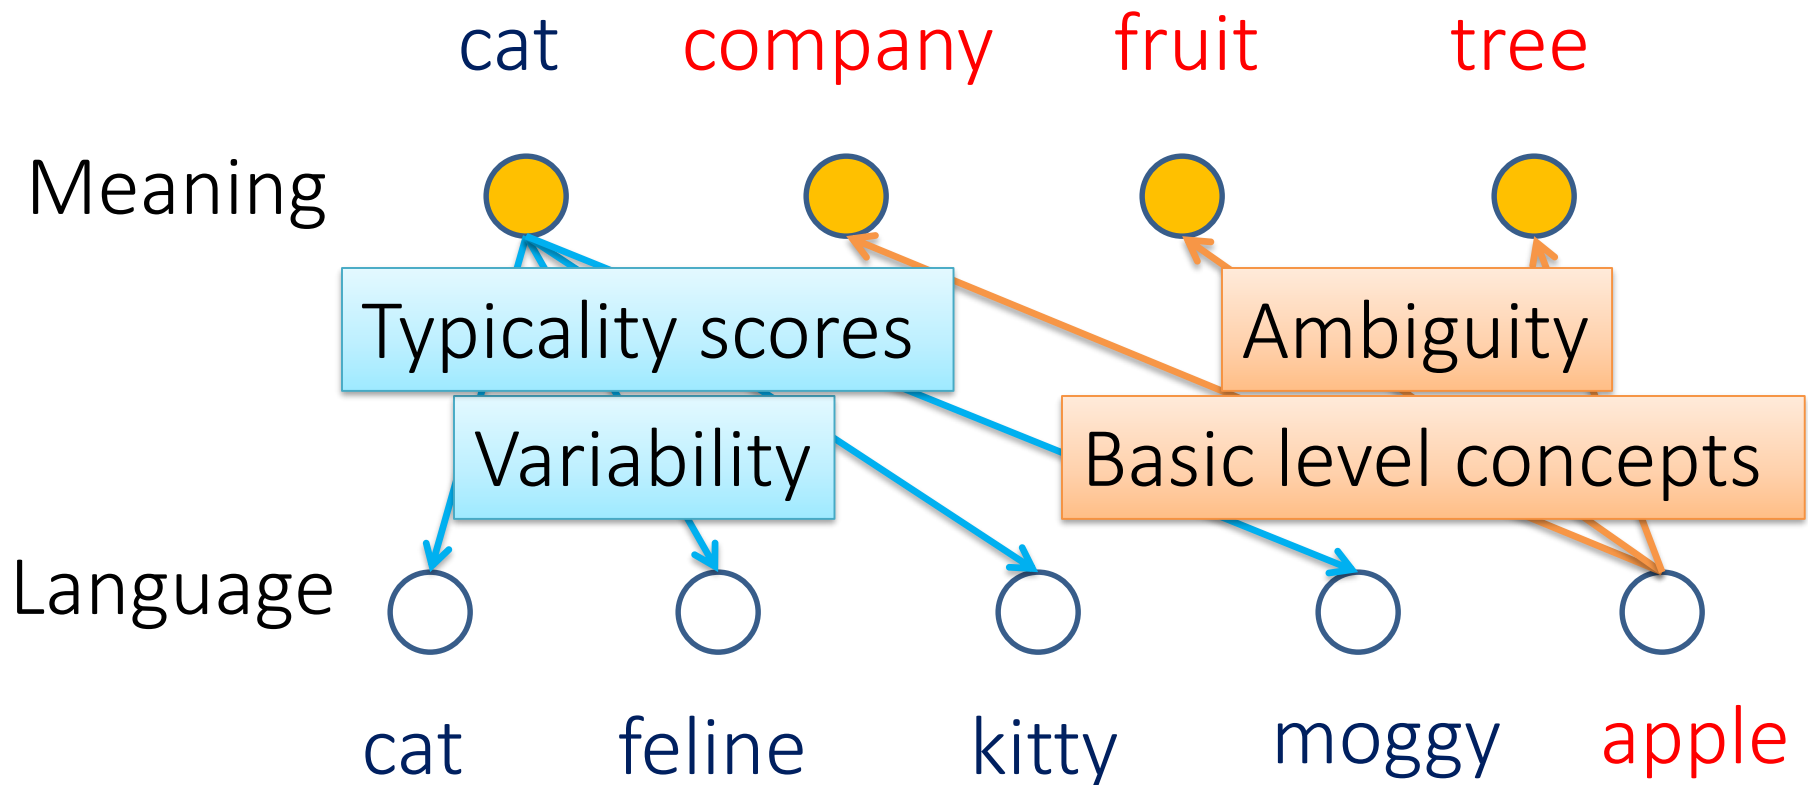 cat company fruit tree
Meaning
Typicality scores Ambiguity
Variability Basic level concepts
Language
cat feline kitty moggy apple